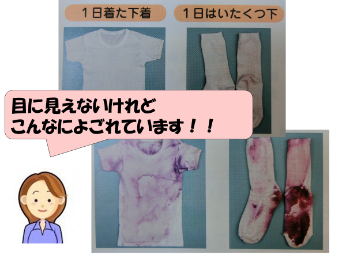 1日着た下着
1日はいたくつ下
目に見えないけれど
こんなによごれています！！